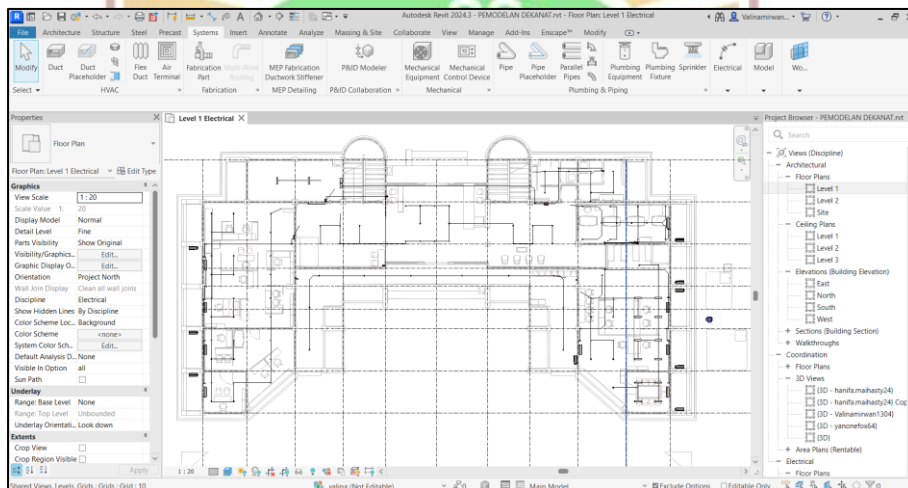 Autodesk Revit 2024.3 - PEMODELAN DEKANAT.rvt - Floor Plan: Level 1 Electrical
Valinamirwan...
File Architecture Structure Steel Precast Systems Insert Annotate Analyze Massing & Site Collaborate View Manage Add-Ins Enscape™ Modify
Modify
Duct
Duct Placeholder
Flex Duct
Air Terminal
Fabrication Part
Multi-Point Routing
MEP Fabrication Ductwork Stiffener
P&ID Modeler
Mechanical Equipment
Mechanical Control Device
Pipe
Pipe Placeholder
Parallel Pipes
Plumbing Equipment
Plumbing Fixture
Sprinkler
Electrical
Model
Wo...
Select
HVAC
Fabrication
MEP Detailing
P&ID Collaboration
Mechanical
Plumbing & Piping
Properties
Floor Plan
Floor Plan: Level 1 Electrical
Edit Type
Graphics
View Scale 1 : 20
Scale Value 1: 20
Display Model Normal
Detail Level Fine
Parts Visibility Show Original
Visibility/Graphics... Edit...
Graphic Display O... Edit...
Orientation Project North
Wall Join Display Clean all wall joins
Discipline Electrical
Show Hidden Lines By Discipline
Color Scheme Loc... Background
Color Scheme <none>
System Color Sch... Edit...
Default Analysis D... None
Visible In Option all
Sun Path
Underlay
Range: Base Level None
Range: Top Level Unbounded
Underlay Orientati... Look down
Extents
Crop View
Crop Region Visible
Apply
Level 1 Electrical
1 : 20
Project Browser - PEMODELAN DEKANAT.rvt
Search
Views (Discipline)
Architectural
Floor Plans
Level 1
Level 2
Site
Ceiling Plans
Level 1
Level 2
Level 3
Elevations (Building Elevation)
East
North
South
West
Sections (Building Section)
Walkthroughs
Coordination
Floor Plans
3D Views
(3D - hanifa.maihasty24)
(3D - hanifa.maihasty24) Cop
(3D - Valinamirwan1304)
(3D - yanonefox64)
{3D}
Area Plans (Rentable)
Electrical
Floor Plans
Shared Views, Levels, Grids : Grids : Grid : 10
valina (Not Editable)
:0
Main Model
Exclude Options
Editable Only
:0